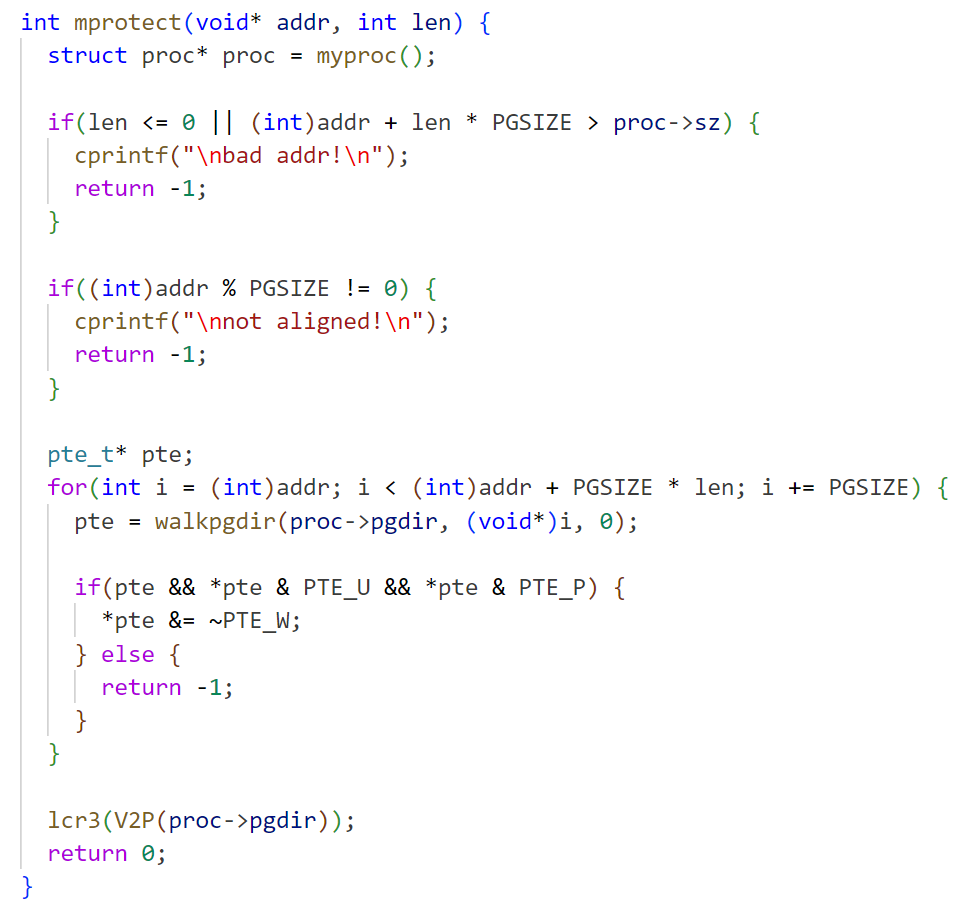 int mprotect(void* addr, int len) {
  struct proc* proc = myproc();

  if(len <= 0 || (int)addr + len * PGSIZE > proc->sz) {
    cprintf("\nbad addr!\n");
    return -1;
  }

  if((int)addr % PGSIZE != 0) {
    cprintf("\nnot aligned!\n");
    return -1;
  }

  pte_t* pte;
  for(int i = (int)addr; i < (int)addr + PGSIZE * len; i += PGSIZE) {
    pte = walkpgdir(proc->pgdir, (void*)i, 0);

    if(pte && *pte & PTE_U && *pte & PTE_P) {
      *pte &= ~PTE_W;
    } else {
      return -1;
    }
  }

  lcr3(V2P(proc->pgdir));
  return 0;
}